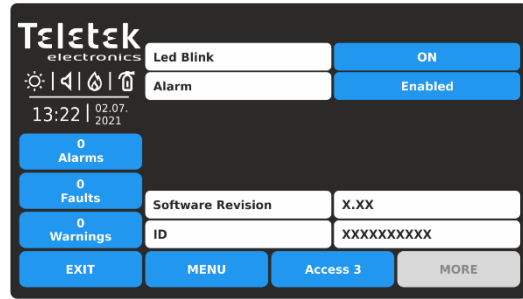 Teletek
electronics
13:22 | 02.07.
2021
Led Blink ON
Alarm Enabled
0
Alarms
0
Faults
0
Warnings
Software Revision X.XX
ID XXXXXXXXXX
EXIT MENU Access 3 MORE